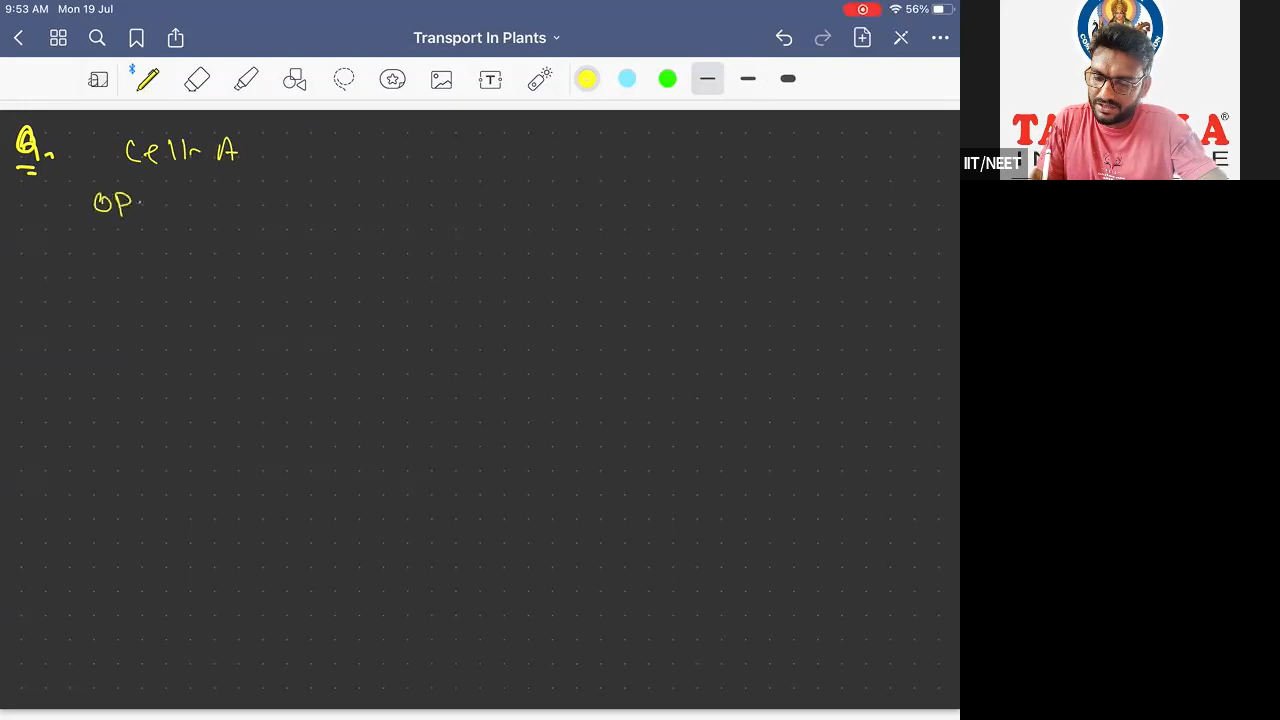 9:53 AM Mon 19 Jul
56%
Transport In Plants
T
Q. Cell A
OP
IIT/NEET